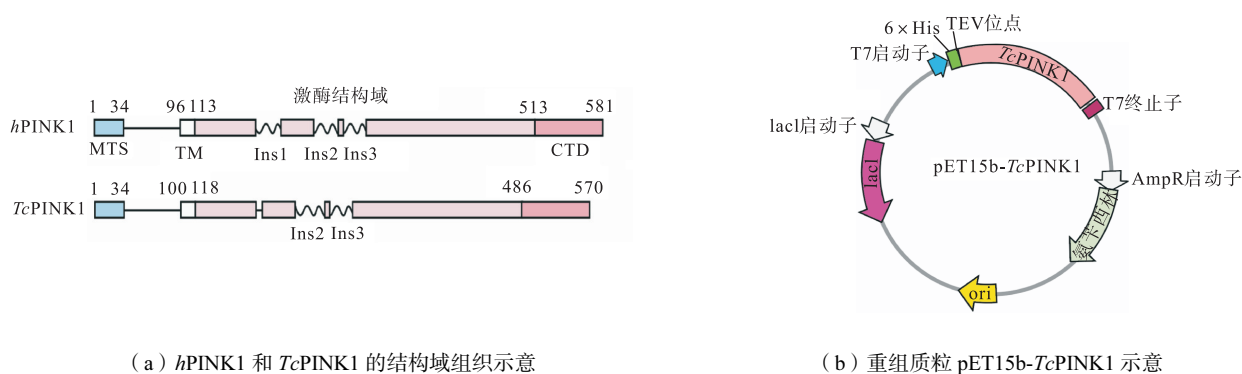 激酶结构域
1 34 96 113 513 581
hPINK1
MTS TM Ins1 Ins2 Ins3 CTD
1 34 100 118 486 570
TcPINK1
Ins2 Ins3
(a) hPINK1 和 TcPINK1 的结构域组织示意
6×His TEV位点
T7启动子
TcPINK1
T7终止子
lacI启动子
lacI
pET15b-TcPINK1
AmpR启动子
氨苄西林
ori
(b) 重组质粒 pET15b-TcPINK1 示意